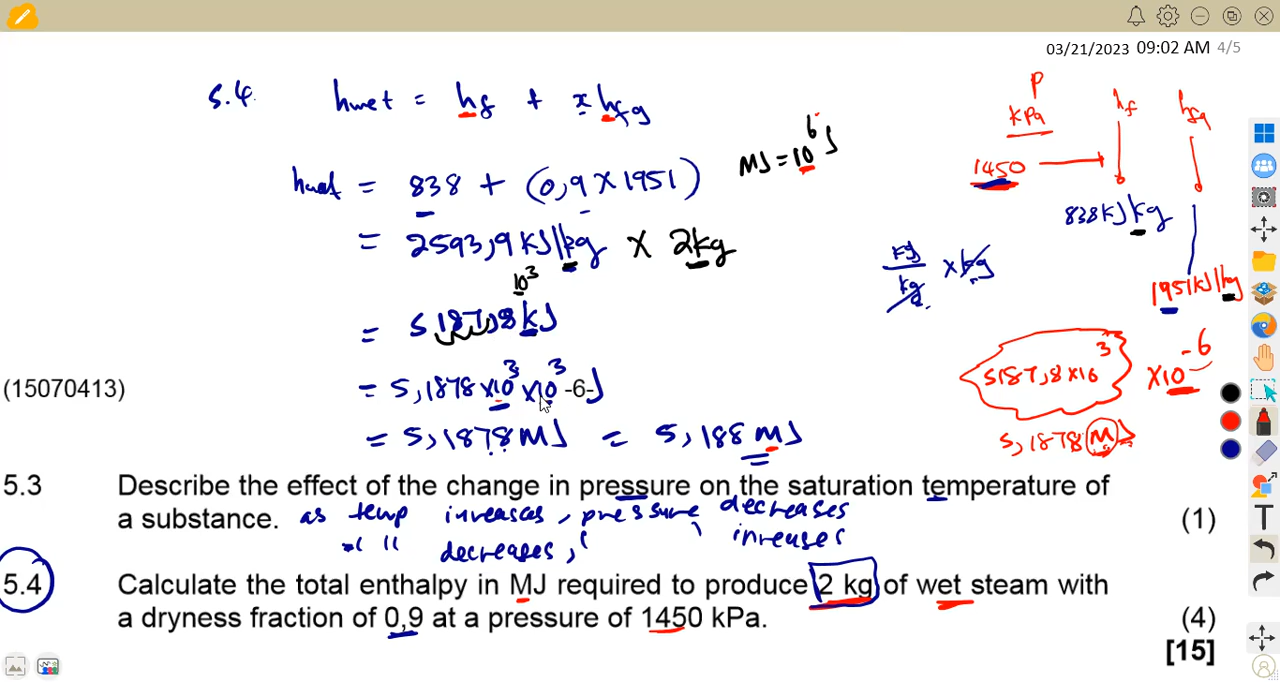 03/21/2023 09:02 AM 4/5
5.4. hwet = hf + x hfg
P kPa hf hfg
MJ = 10^6 J
1450
hwet = 838 + (0,9 × 1951)
838 kJ/kg
= 2593,9 kJ/kg × 2kg
kJ/kg × kg
1951 kJ/kg
10^3
= 5187,8 kJ
5187,8 × 10^3 × 10^-6
(15070413) = 5,1878 × 10^3 × 10^3 -6- J
= 5,1878 MJ = 5,188 MJ
5,1878 MJ
5.3 Describe the effect of the change in pressure on the saturation temperature of
a substance. as temp inreases, pressure decreases (1)
" " decreases, " inreuses
5.4 Calculate the total enthalpy in MJ required to produce 2 kg of wet steam with
a dryness fraction of 0,9 at a pressure of 1450 kPa. (4)
[15]
T